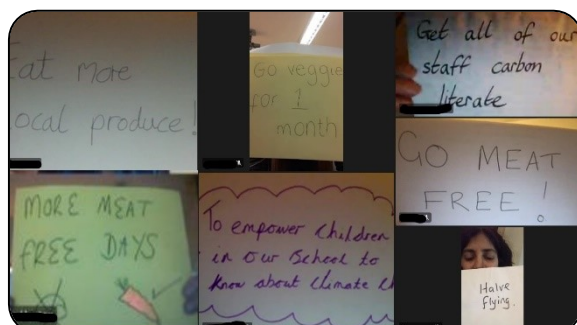 Eat more
local produce!
Go veggie
for 1
month
Get all of our
staff carbon
literate
GO MEAT
FREE!
MORE MEAT
FREE DAYS
To empower children
in our school to
know about climate ch
Halve
flying.